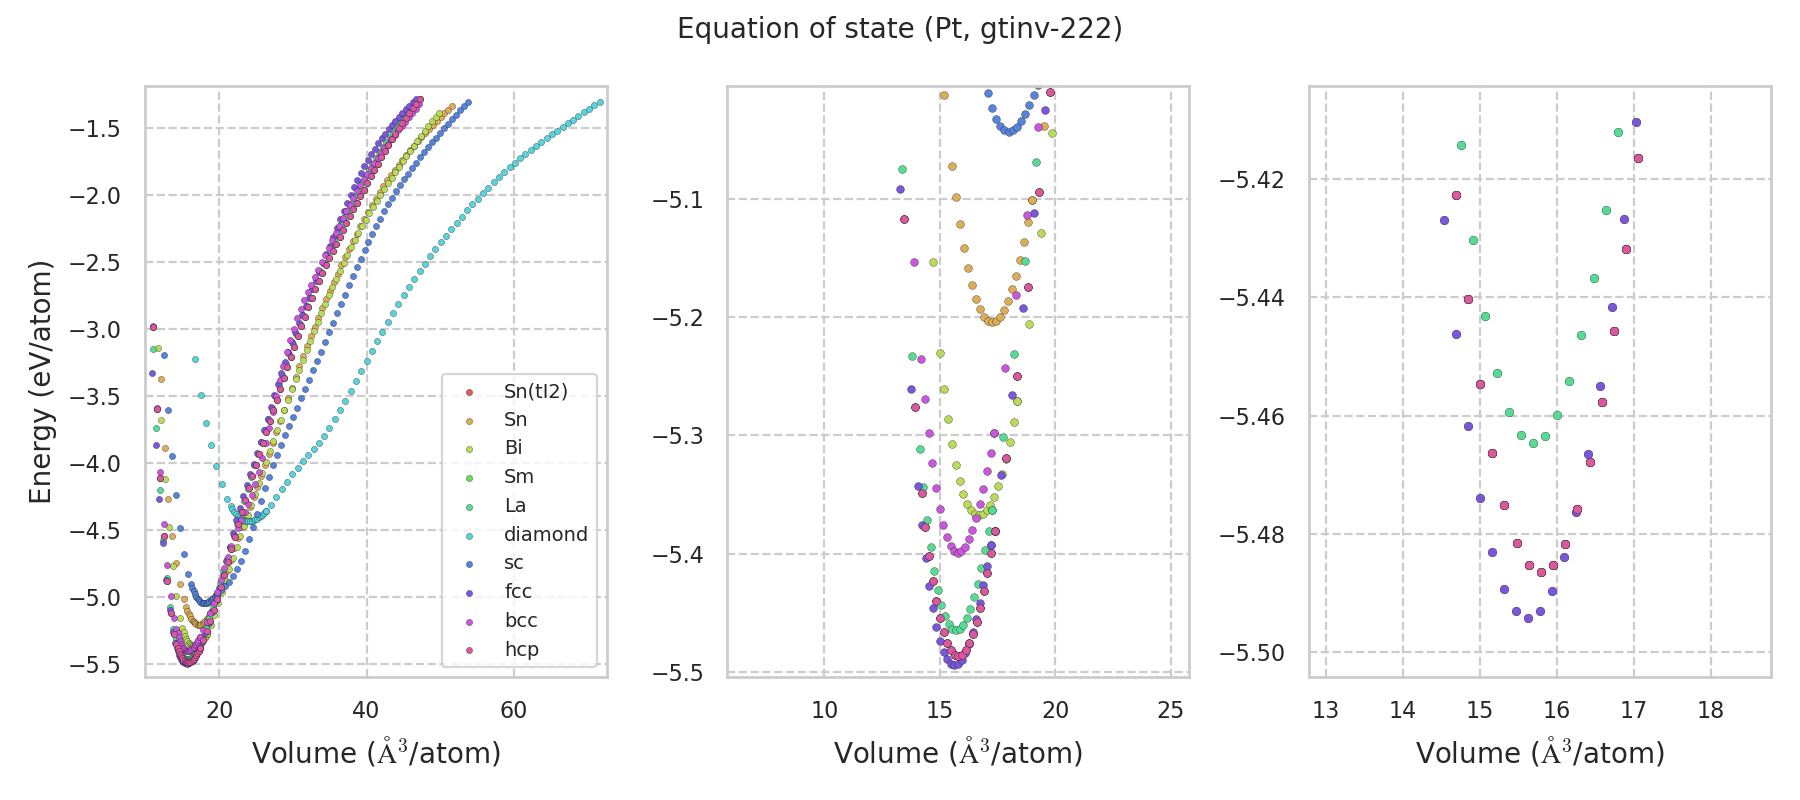 Equation of state (Pt, gtinv-222)
Energy (eV/atom)
−1.5
−2.0
−2.5
−3.0
−3.5
−4.0
−4.5
−5.0
−5.5
20
40
60
Volume (Å³/atom)
Sn(tI2)
Sn
Bi
Sm
La
diamond
sc
fcc
bcc
hcp
−5.1
−5.2
−5.3
−5.4
−5.5
10
15
20
25
Volume (Å³/atom)
−5.42
−5.44
−5.46
−5.48
−5.50
13
14
15
16
17
18
Volume (Å³/atom)